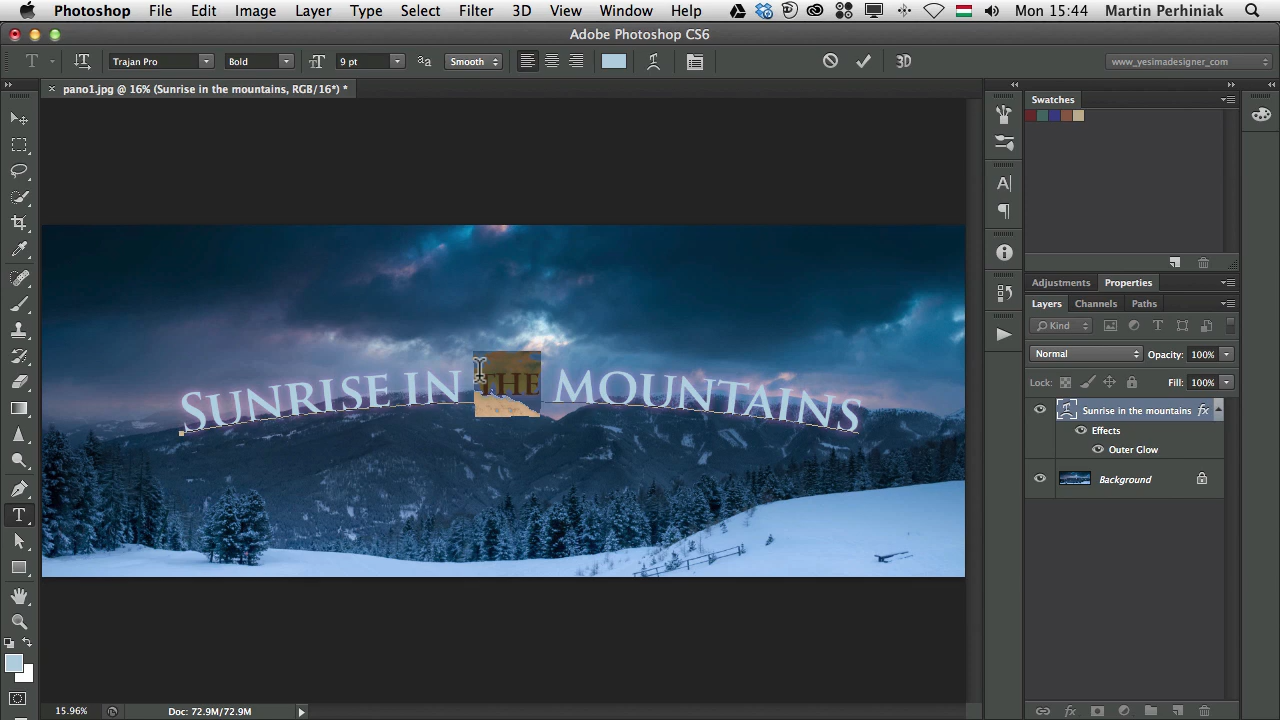 Photoshop File Edit Image Layer Type Select Filter 3D View Window Help Mon 15:44 Martin Perhiniak
Adobe Photoshop CS6
T Trajan Pro Bold 9 pt aa Smooth 3D www_yesimadesigner_com
pano1.jpg @ 16% (Sunrise in the mountains, RGB/16*) *
Swatches
SUNRISE IN THE MOUNTAINS
Adjustments Properties
Layers Channels Paths
Kind
Normal Opacity: 100%
Lock: Fill: 100%
Sunrise in the mountains fx
Effects
Outer Glow
Background
15.96% Doc: 72.9M/72.9M